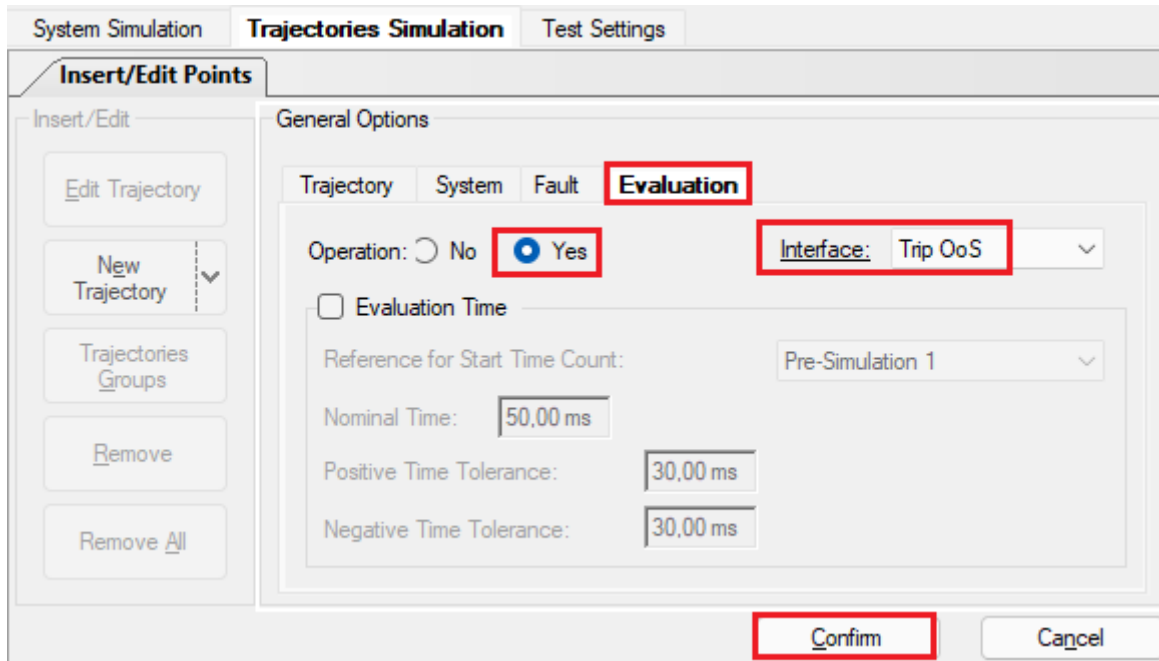 System Simulation Trajectories Simulation Test Settings
Insert/Edit Points
Insert/Edit
Edit Trajectory
New
Trajectory
Trajectories
Groups
Remove
Remove All
General Options
Trajectory System Fault Evaluation
Operation: No Yes Interface: Trip OoS
Evaluation Time
Reference for Start Time Count: Pre-Simulation 1
Nominal Time: 50,00 ms
Positive Time Tolerance: 30,00 ms
Negative Time Tolerance: 30,00 ms
Confirm Cancel